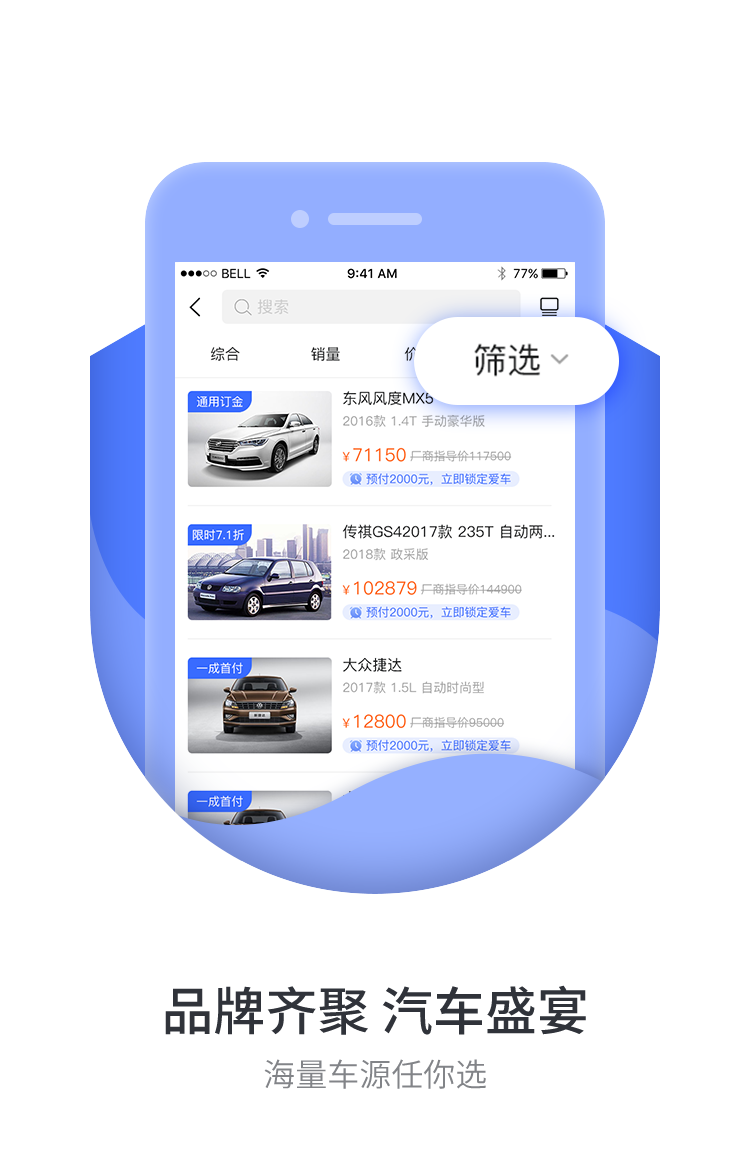 BELL 9:41 AM 77%
搜索
综合 销量 价 筛选
通用订金
东风风度MX5
2016款 1.4T 手动豪华版
¥71150 厂商指导价117500
预付2000元，立即锁定爱车
限时7.1折
传祺GS42017款 235T 自动两...
2018款 政采版
¥102879 厂商指导价144900
预付2000元，立即锁定爱车
一成首付
大众捷达
2017款 1.5L 自动时尚型
¥12800 厂商指导价95000
预付2000元，立即锁定爱车
一成首付
品牌齐聚 汽车盛宴
海量车源任你选